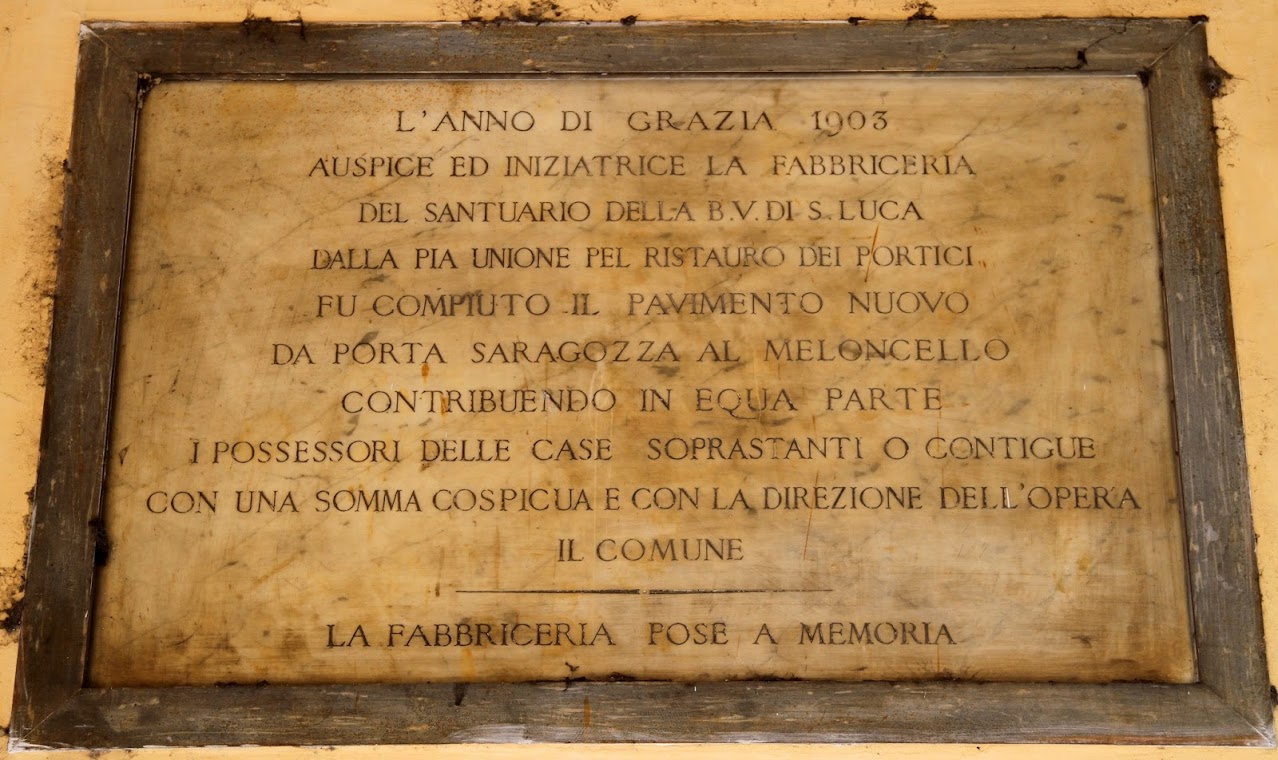 L'ANNO DI GRAZIA 1903
AUSPICE ED INIZIATRICE LA FABBRICERIA
DEL SANTUARIO DELLA B.V. DI S. LUCA
DALLA PIA UNIONE PEL RISTAURO DEI PORTICI
FU COMPIUTO IL PAVIMENTO NUOVO
DA PORTA SARAGOZZA AL MELONCELLO
CONTRIBUENDO IN EQUA PARTE
I POSSESSORI DELLE CASE SOPRASTANTI O CONTIGUE
CON UNA SOMMA COSPICUA E CON LA DIREZIONE DELL'OPERA
IL COMUNE
LA FABBRICERIA POSE A MEMORIA